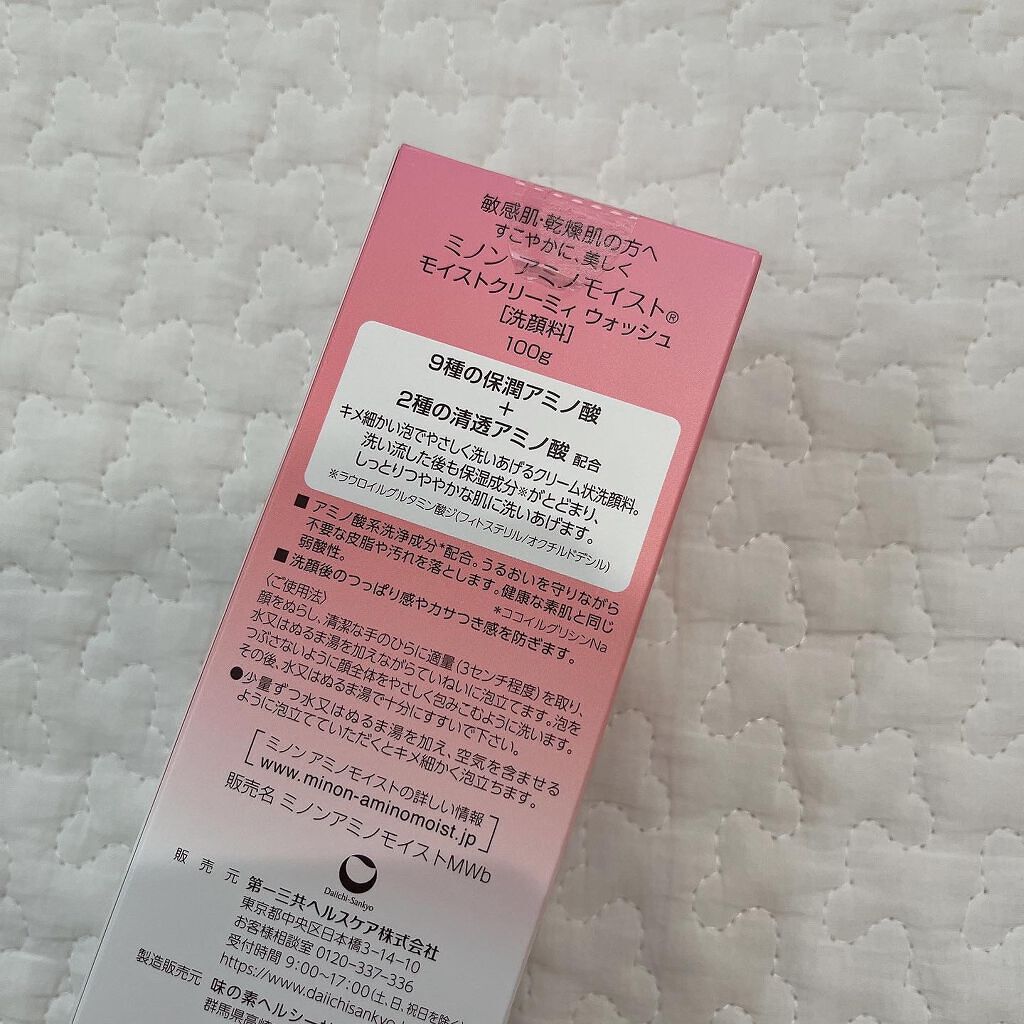 敏感肌・乾燥肌の方へ
すこやかに、美しく
ミノン アミノモイスト®
モイストクリーミィ ウォッシュ
[洗顔料]
100g
9種の保潤アミノ酸
+
2種の清透アミノ酸 配合
キメ細かい泡でやさしく洗いあげるクリーム状洗顔料。
洗い流した後も保湿成分※がとどまり、
しっとりつややかな肌に洗いあげます。
※ラウロイルグルタミン酸ジ(フィトステリル/オクチルドデシル)
■ アミノ酸系洗浄成分*配合。うるおいを守りながら
不要な皮脂や汚れを落とします。健康な素肌と同じ
弱酸性。
*ココイルグリシンNa
■ 洗顔後のつっぱり感やカサつき感を防ぎます。
〈ご使用法〉
顔をぬらし、清潔な手のひらに適量(3センチ程度)を取り、
水又はぬるま湯を加えながらていねいに泡立てます。泡を
つぶさないように顔全体をやさしく包みこむように洗います。
その後、水又はぬるま湯で十分にすすいで下さい。
●少量ずつ水又はぬるま湯を加え、空気を含ませる
ように泡立てていただくとキメ細かく泡立ちます。
ミノン アミノモイストの詳しい情報
www.minon-aminomoist.jp
販売名 ミノンアミノモイストMWb
Daiichi-Sankyo
販売元 第一三共ヘルスケア株式会社
東京都中央区日本橋3-14-10
お客様相談室 0120-337-336
受付時間 9:00~17:00(土、日、祝日を除く)
https://www.daiichisankyo
製造販売元 味の素ヘルシー
群馬県高崎